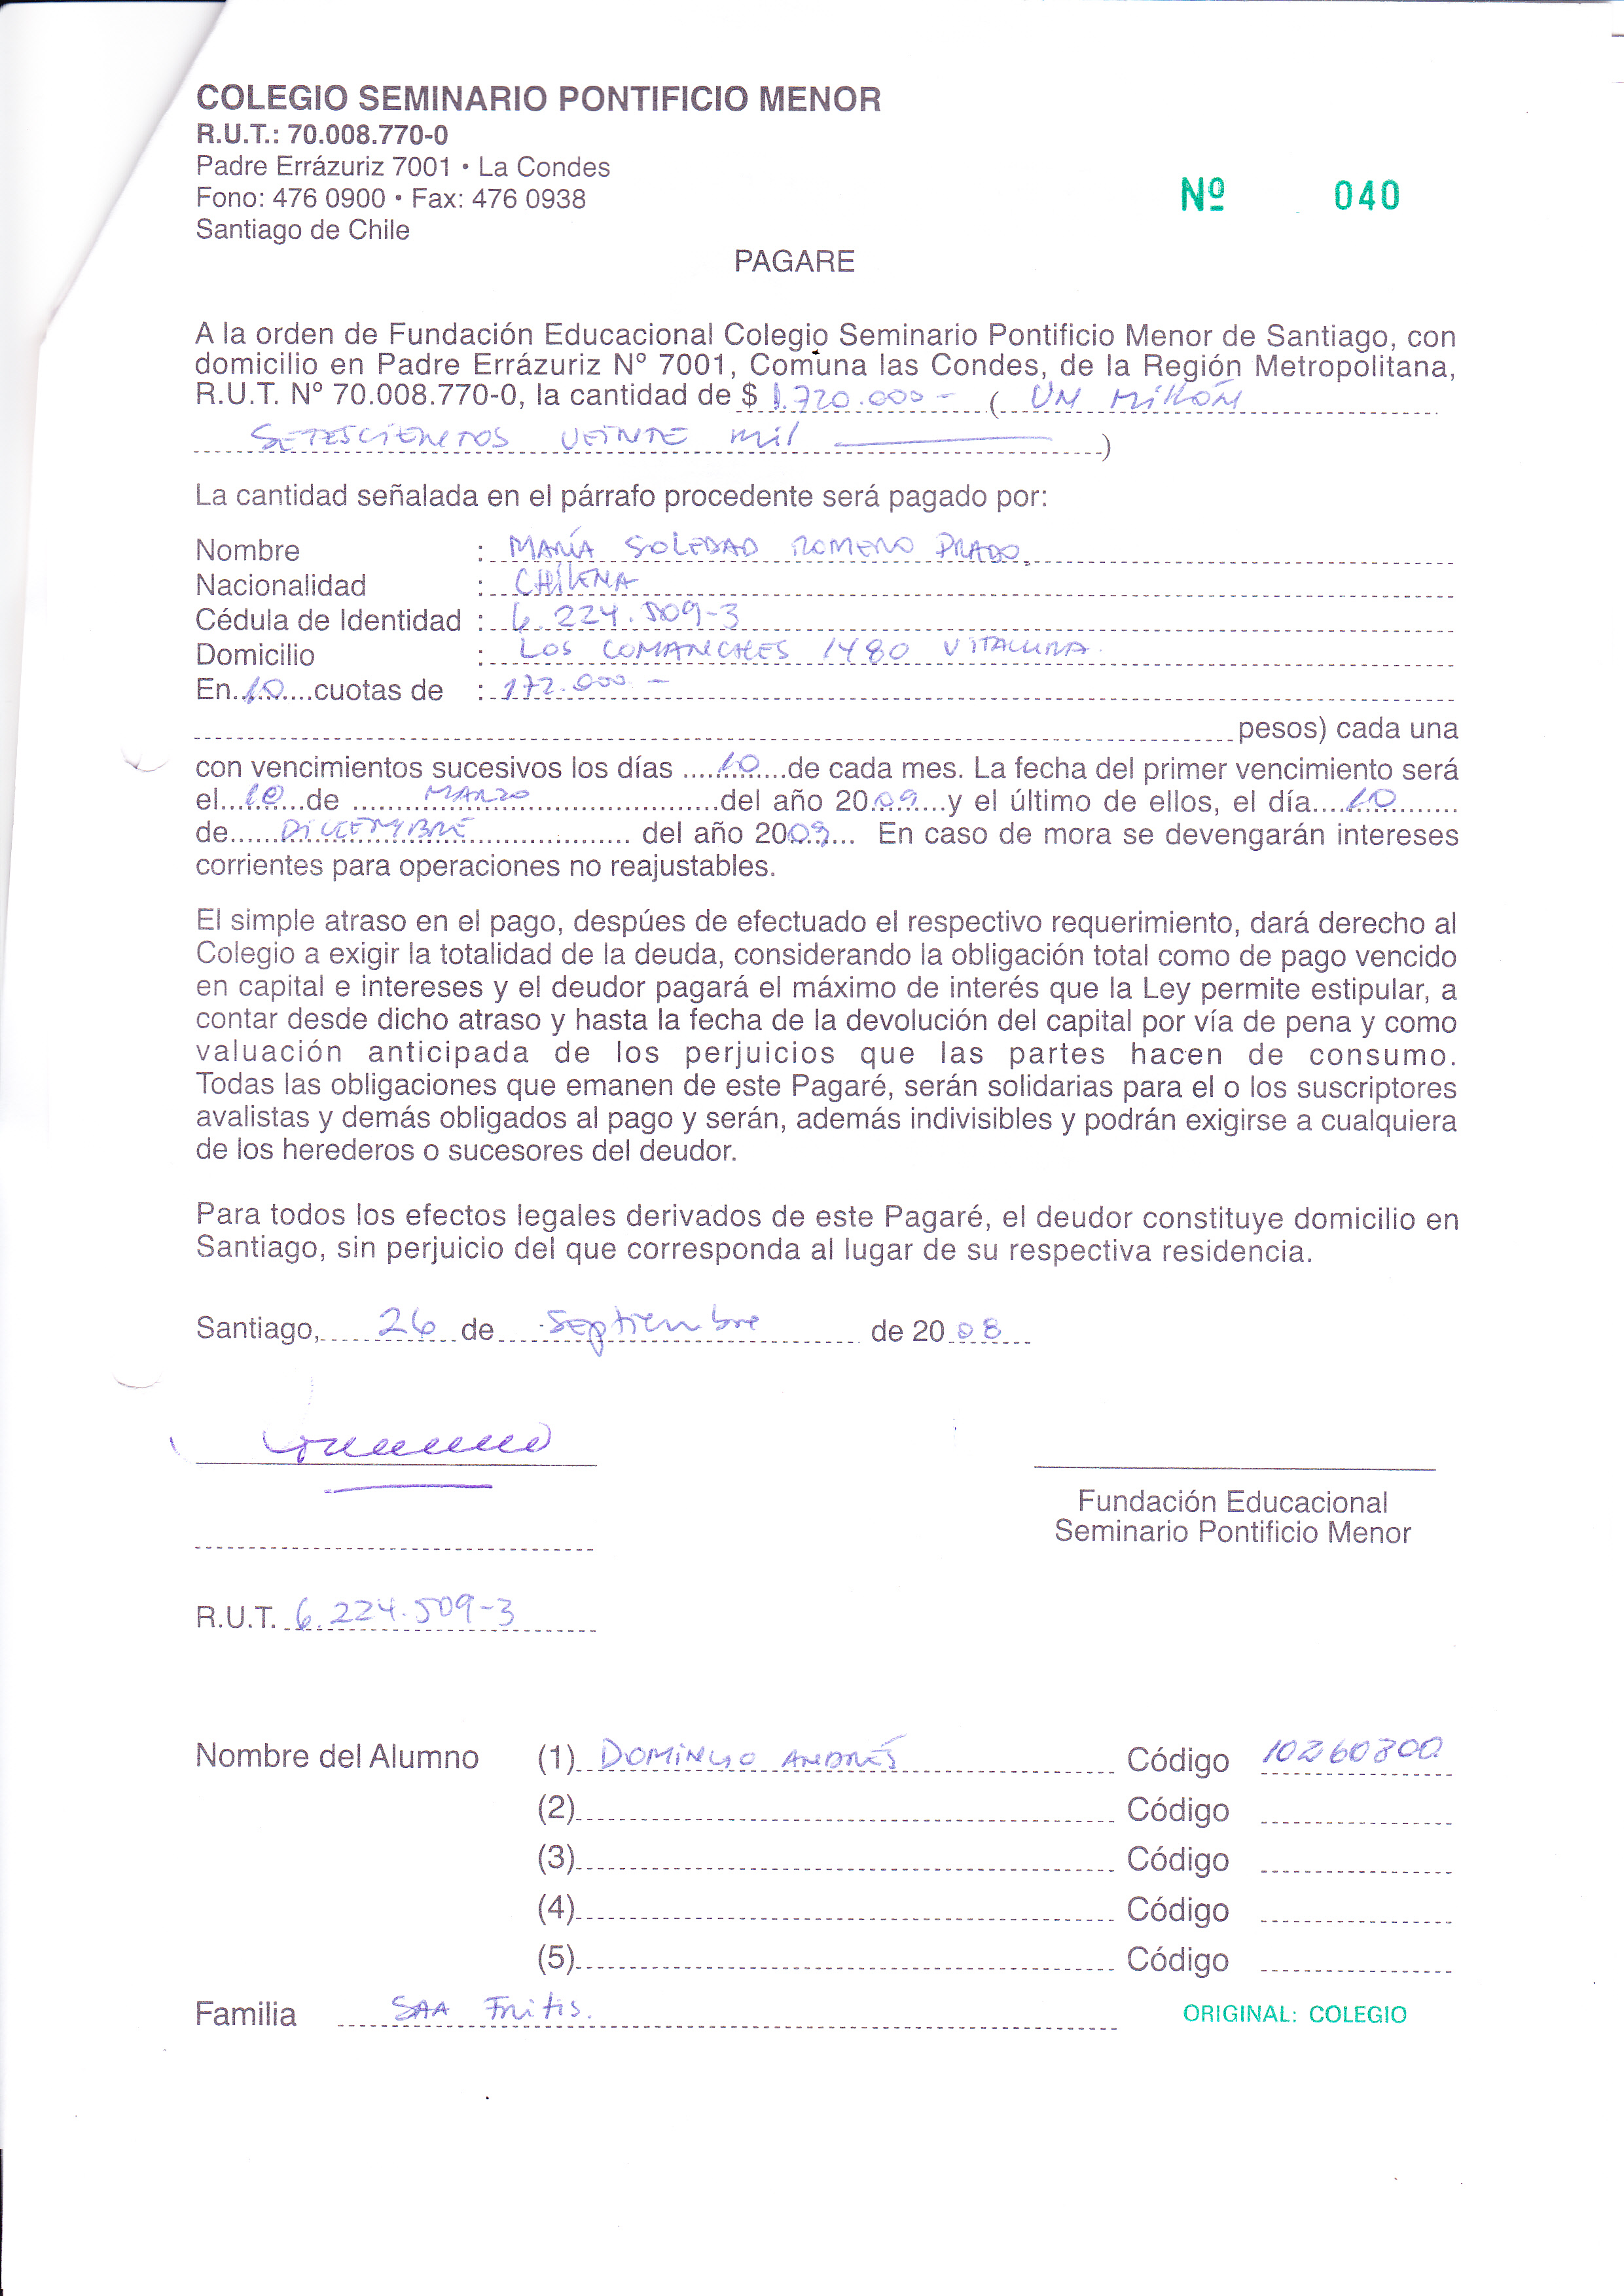 COLEGIO SEMINARIO PONTIFICIO MENOR
R.U.T.: 70.008.770-0
Padre Errázuriz 7001 • La Condes
Fono: 476 0900 • Fax: 476 0938
Santiago de Chile
Nº 040
PAGARE
A la orden de Fundación Educacional Colegio Seminario Pontificio Menor de Santiago, con
domicilio en Padre Errázuriz Nº 7001, Comuna las Condes, de la Región Metropolitana,
R.U.T. Nº 70.008.770-0, la cantidad de $ 1.720.000 - ( UN MILLÓN
SETESCIENTOS VEINTE mil )
La cantidad señalada en el párrafo procedente será pagado por:
Nombre : MARÍA SOLEDAD ROMERO PRADO.
Nacionalidad : CHILENA
Cédula de Identidad : 6.224.509-3
Domicilio : LOS COMANCHES 1480 VITACURA.
En 10 cuotas de : 172.000 -
pesos) cada una
con vencimientos sucesivos los días 10 de cada mes. La fecha del primer vencimiento será
el 10 de MARZO del año 2009 y el último de ellos, el día 10
de DICIEMBRE del año 2009 En caso de mora se devengarán intereses
corrientes para operaciones no reajustables.
El simple atraso en el pago, despúes de efectuado el respectivo requerimiento, dará derecho al
Colegio a exigir la totalidad de la deuda, considerando la obligación total como de pago vencido
en capital e intereses y el deudor pagará el máximo de interés que la Ley permite estipular, a
contar desde dicho atraso y hasta la fecha de la devolución del capital por vía de pena y como
valuación anticipada de los perjuicios que las partes hacen de consumo.
Todas las obligaciones que emanen de este Pagaré, serán solidarias para el o los suscriptores
avalistas y demás obligados al pago y serán, además indivisibles y podrán exigirse a cualquiera
de los herederos o sucesores del deudor.
Para todos los efectos legales derivados de este Pagaré, el deudor constituye domicilio en
Santiago, sin perjuicio del que corresponda al lugar de su respectiva residencia.
Santiago, 26 de Septiembre de 2008
Fundación Educacional
Seminario Pontificio Menor
R.U.T. 6.224.509-3
Nombre del Alumno (1) DOMINGO ANDRÉS Código 10260300
(2) Código
(3) Código
(4) Código
(5) Código
Familia SAA Fritis.
ORIGINAL: COLEGIO